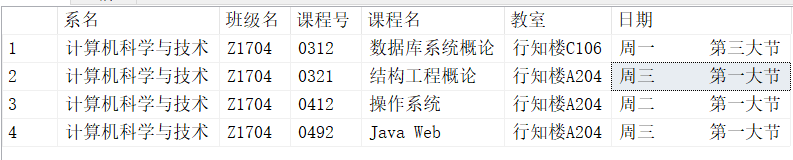 系名 班级名 课程号 课程名 教室 日期
1 计算机科学与技术 Z1704 0312 数据库系统概论 行知楼C106 周一 第三大节
2 计算机科学与技术 Z1704 0321 结构工程概论 行知楼A204 周三 第一大节
3 计算机科学与技术 Z1704 0412 操作系统 行知楼A204 周二 第一大节
4 计算机科学与技术 Z1704 0492 Java Web 行知楼A204 周三 第一大节